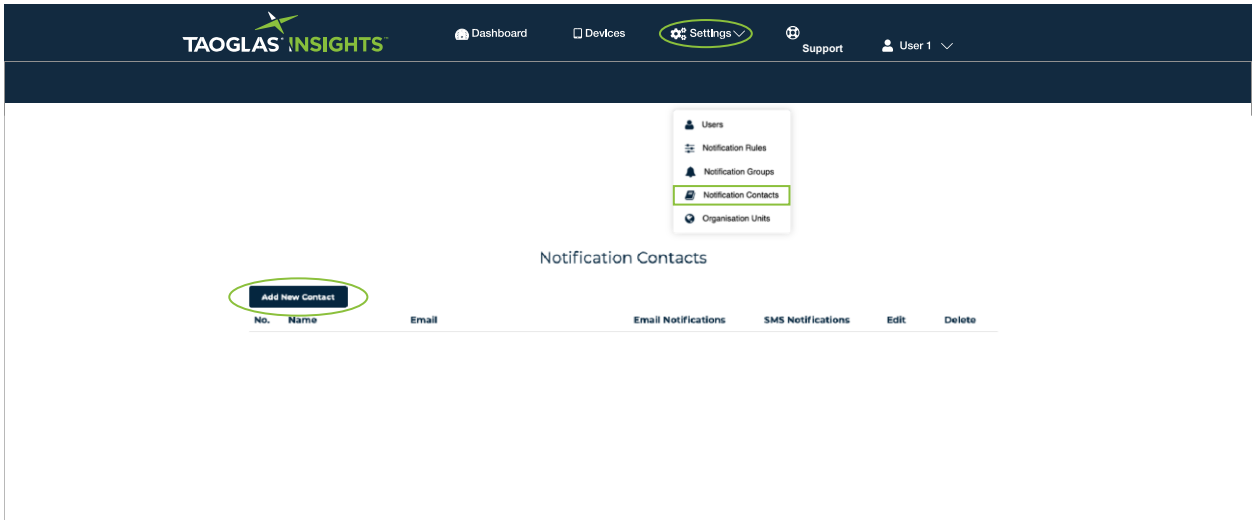 TAOGLAS INSIGHTS™
Dashboard
Devices
Settings
Support
User 1
Users
Notification Rules
Notification Groups
Notification Contacts
Organisation Units
Notification Contacts
Add New Contact
No. Name Email Email Notifications SMS Notifications Edit Delete